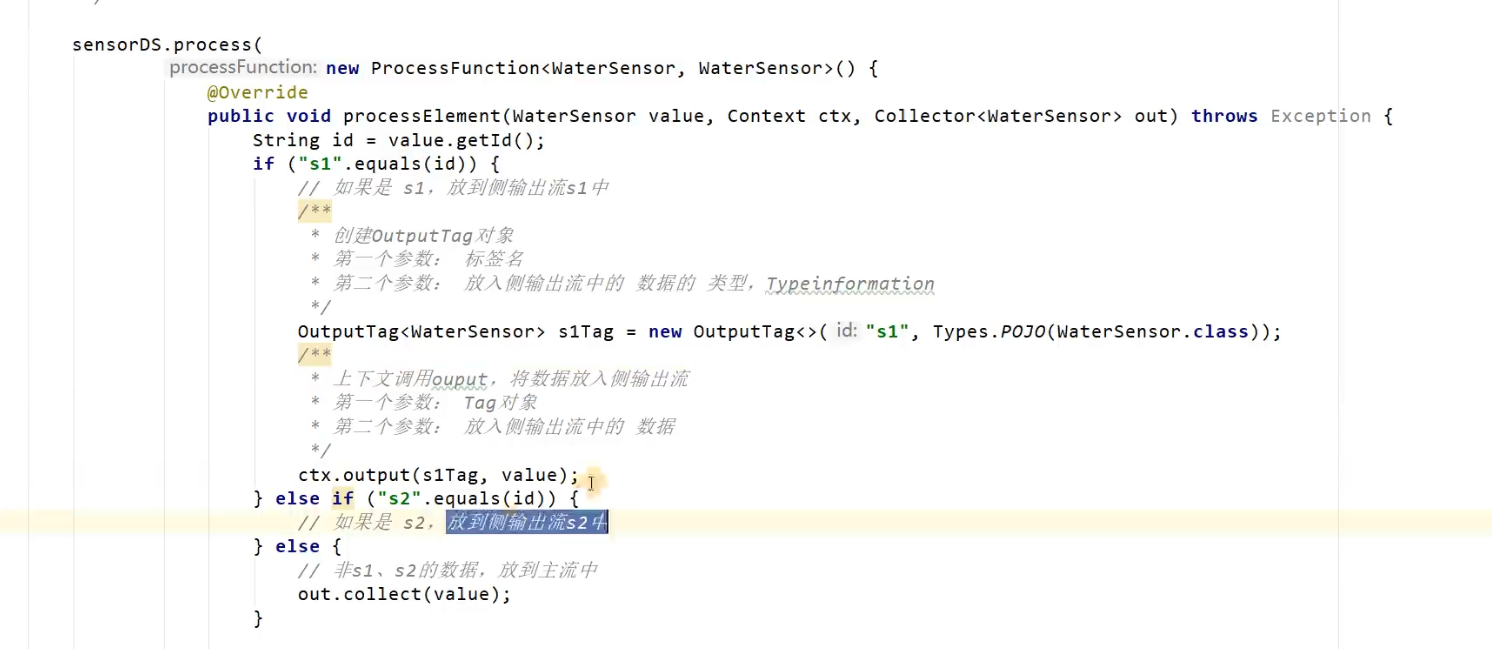 sensorDS.process(
processFunction: new ProcessFunction<WaterSensor, WaterSensor>() {
@Override
public void processElement(WaterSensor value, Context ctx, Collector<WaterSensor> out) throws Exception {
String id = value.getId();
if ("s1".equals(id)) {
// 如果是 s1，放到侧输出流s1中
/**
* 创建OutputTag对象
* 第一个参数： 标签名
* 第二个参数： 放入侧输出流中的 数据的 类型，Typeinformation
*/
OutputTag<WaterSensor> s1Tag = new OutputTag<>( id: "s1", Types.POJO(WaterSensor.class));
/**
* 上下文调用ouput，将数据放入侧输出流
* 第一个参数： Tag对象
* 第二个参数： 放入侧输出流中的 数据
*/
ctx.output(s1Tag, value);
} else if ("s2".equals(id)) {
// 如果是 s2，放到侧输出流s2中
} else {
// 非s1、s2的数据，放到主流中
out.collect(value);
}